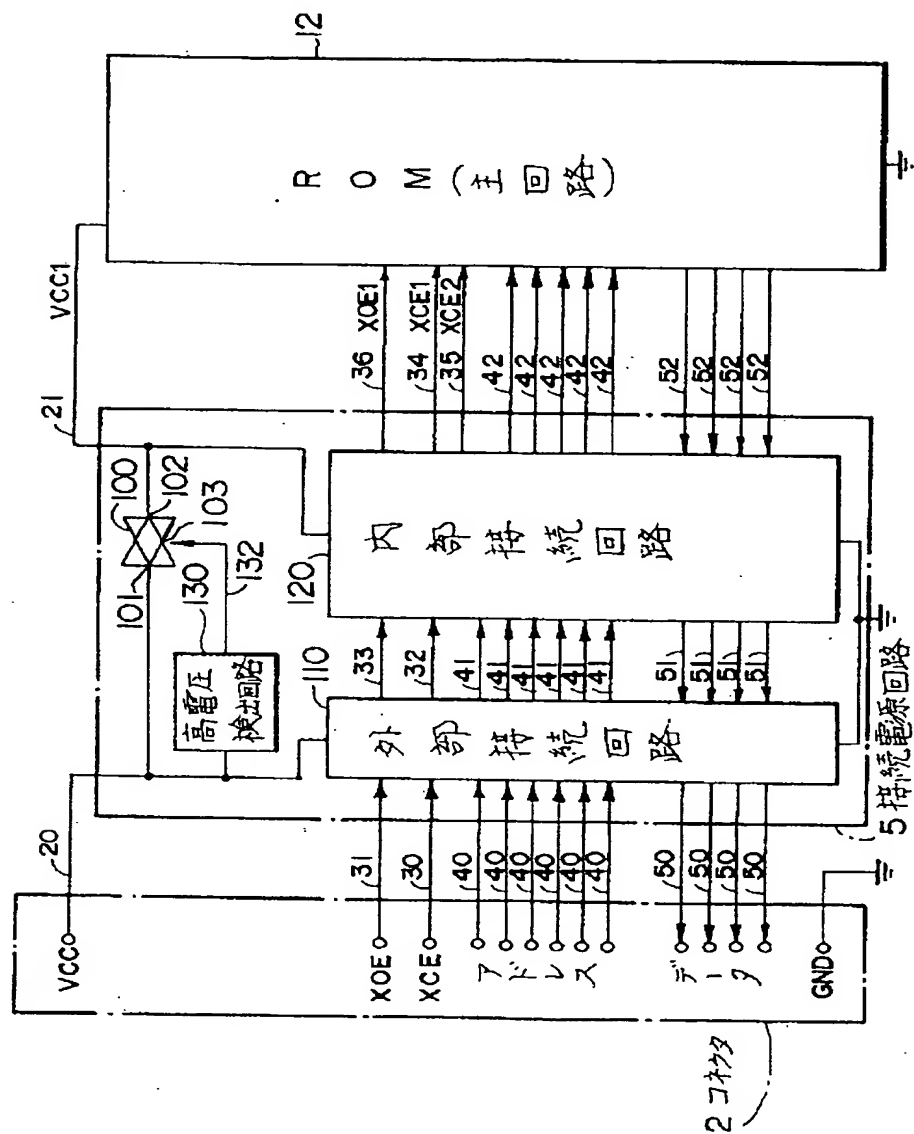 12
ROM(主回路)
VCC1
21
36 XOE1
34 XCE1
35 XCE2
42
42
42
42
42
52
52
52
52
100
102
103
101
130
132
高電圧
検出回路
120
内部接続回路
33
32
110
41
41
41
41
41
41
51
51
51
51
外部接続回路
5 接続電源回路
20
31
30
40
40
40
40
40
40
50
50
50
50
VCC
XOE
XCE
アドレス
データ
GND
2 コネクタ